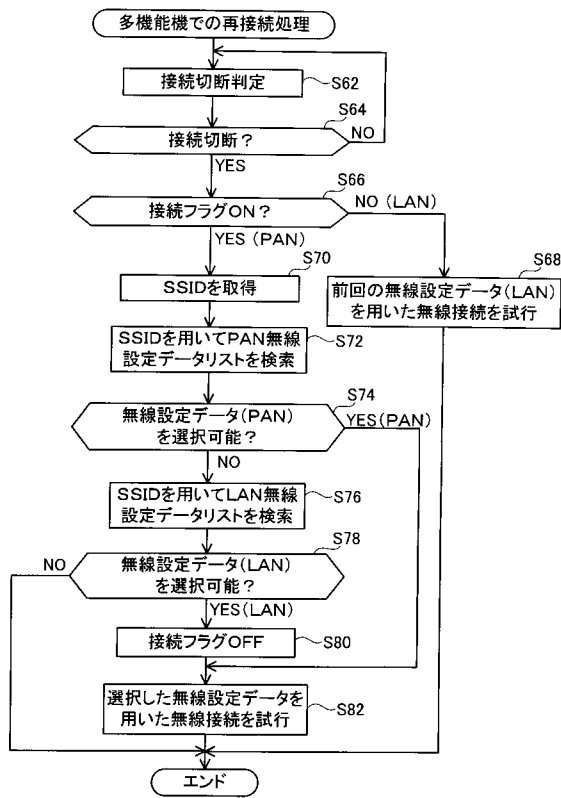 多機能機での再接続処理
接続切断判定
S62
S64
接続切断？
NO
YES
S66
接続フラグON？
NO（LAN）
YES（PAN）
S70
SSIDを取得
S68
前回の無線設定データ（LAN）
を用いた無線接続を試行
SSIDを用いてPAN無線
設定データリストを検索
S72
S74
無線設定データ（PAN）
を選択可能？
YES（PAN）
NO
SSIDを用いてLAN無線
設定データリストを検索
S76
S78
NO
無線設定データ（LAN）
を選択可能？
YES（LAN）
接続フラグOFF
S80
選択した無線設定データを
用いた無線接続を試行
S82
エンド